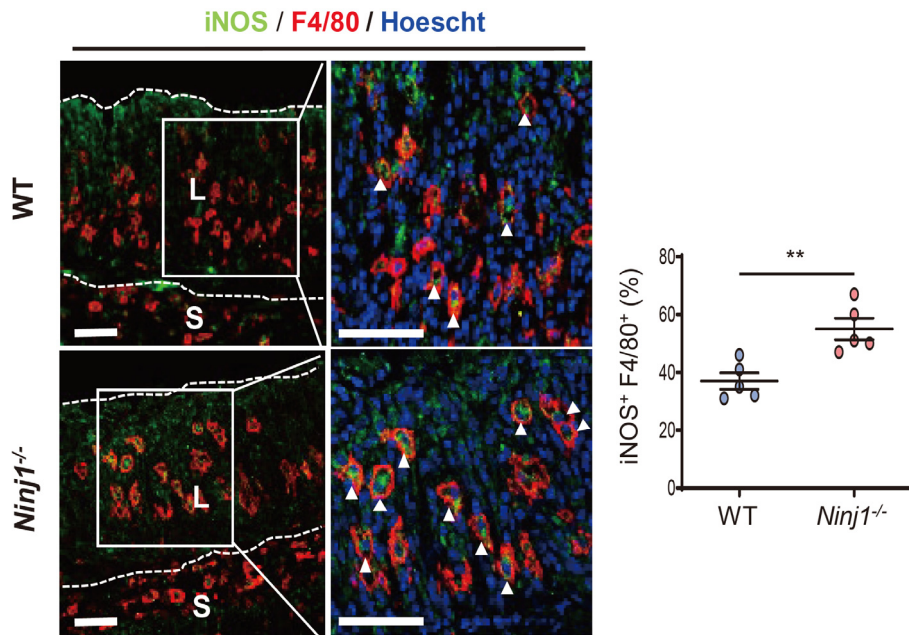 iNOS / F4/80 / Hoescht
WT
L
S
Ninj1-/-
L
S
iNOS+ F4/80+ (%)
80
60
40
20
0
**
WT
Ninj1-/-